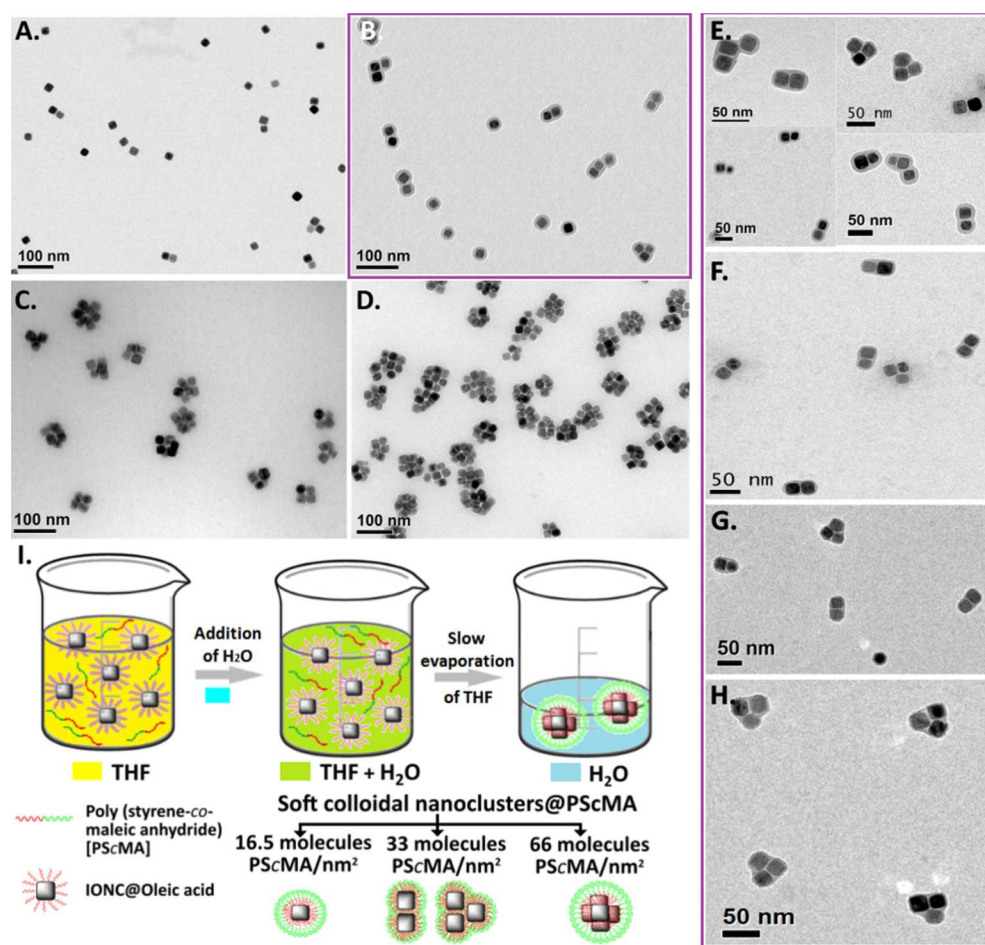 A.
100 nm
B.
100 nm
C.
100 nm
D.
100 nm
E.
50 nm
50 nm
50 nm
50 nm
F.
50 nm
G.
50 nm
H.
50 nm
I.
Addition
of H₂O
Slow
evaporation
of THF
THF
THF + H₂O
H₂O
Poly (styrene-co-
maleic anhydride)
[PScMA]
IONC@Oleic acid
Soft colloidal nanoclusters@PScMA
16.5 molecules
PScMA/nm²
33 molecules
PScMA/nm²
66 molecules
PScMA/nm²